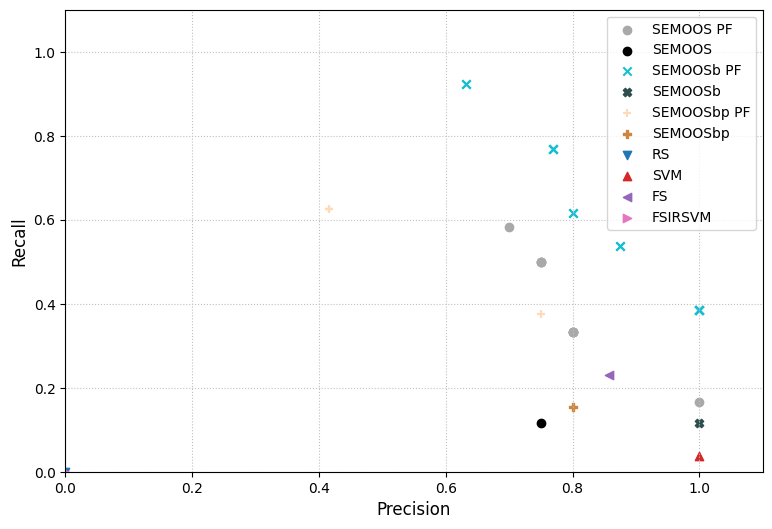 SEMOOS PF
SEMOOS
SEMOOSb PF
SEMOOSb
SEMOOSbp PF
SEMOOSbp
RS
SVM
FS
FSIRSVM
1.0
0.8
0.6
0.4
0.2
0.0
Recall
0.0 0.2 0.4 0.6 0.8 1.0
Precision